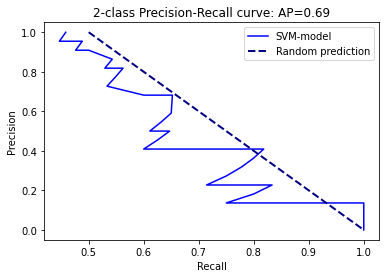 2-class Precision-Recall curve: AP=0.69
SVM-model
Random prediction
Precision
1.0
0.8
0.6
0.4
0.2
0.0
0.5
0.6
0.7
0.8
0.9
1.0
Recall